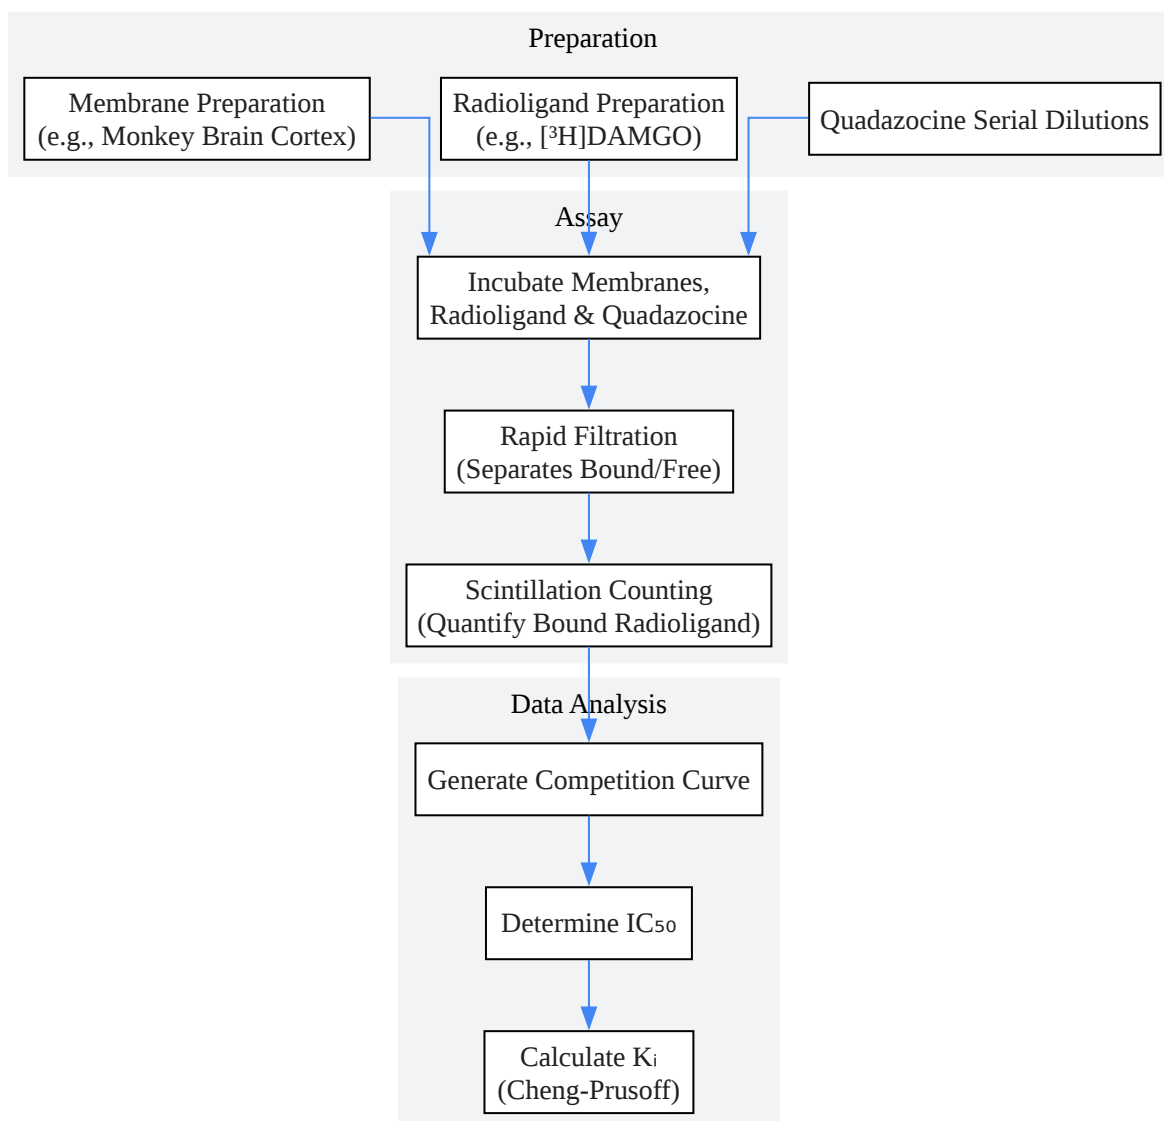 Preparation
Membrane Preparation
(e.g., Monkey Brain Cortex)
Radioligand Preparation
(e.g., [³H]DAMGO)
Quadazocine Serial Dilutions
Assay
Incubate Membranes,
Radioligand & Quadazocine
Rapid Filtration
(Separates Bound/Free)
Scintillation Counting
(Quantify Bound Radioligand)
Data Analysis
Generate Competition Curve
Determine IC₅₀
Calculate Kᵢ
(Cheng-Prusoff)